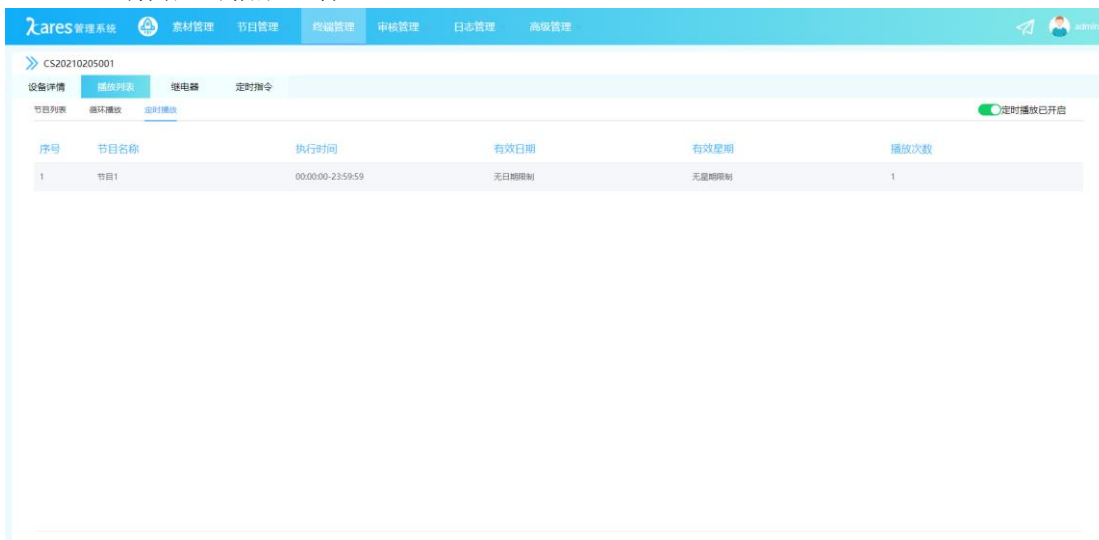 Cares管理系统 素材管理 节目管理 终端管理 审核管理 日志管理 高级管理 admin
CS20210205001
设备详情 播放列表 继电器 定时指令
节目列表 循环播放 定时播放 定时播放已开启
序号 节目名称 执行时间 有效日期 有效星期 播放次数
1 节目1 00:00:00-23:59:59 无日期限制 无星期限制 1